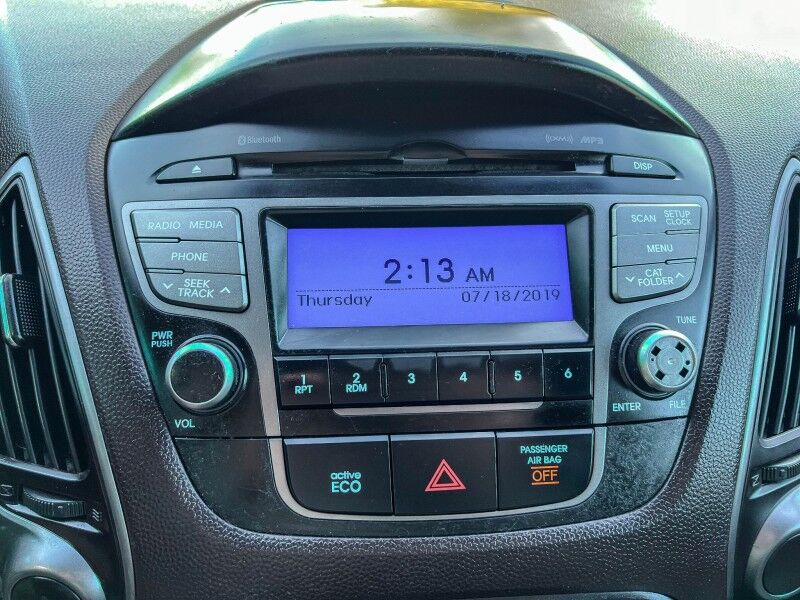 Bluetooth
((XM)) MP3
DISP
RADIO MEDIA
PHONE
SEEK
TRACK
SCAN SETUP
CLOCK
MENU
CAT
FOLDER
2:13 AM
Thursday 07/18/2019
PWR
PUSH
VOL
TUNE
ENTER FILE
1 2 3 4 5 6
RPT RDM
active
ECO
PASSENGER
AIR BAG
OFF